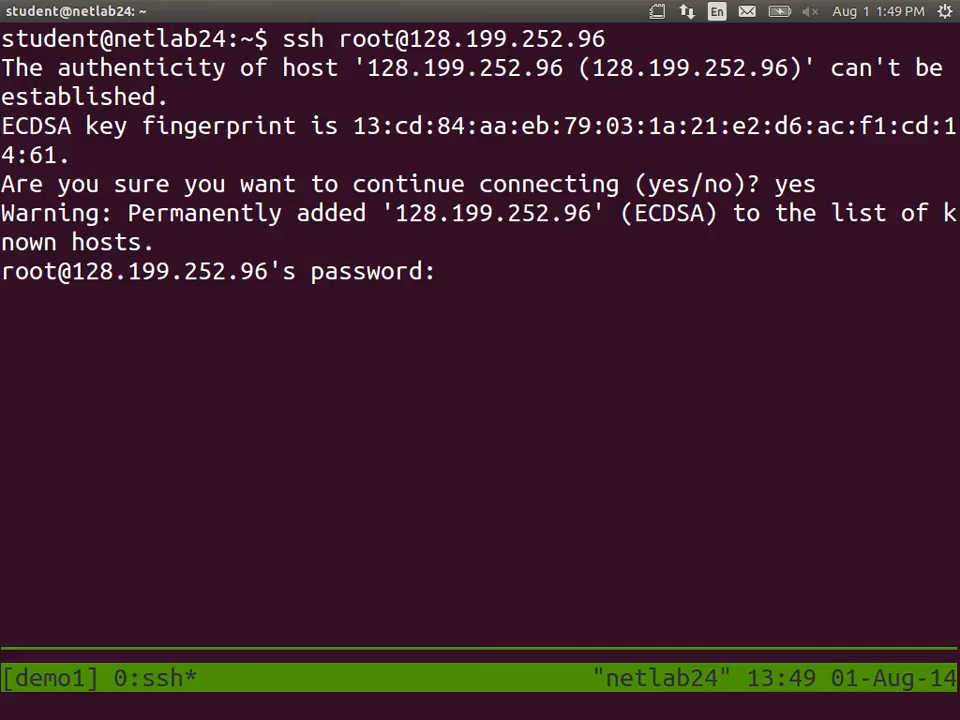 student@netlab24: ~
En
Aug 1 1:49 PM
student@netlab24:~$ ssh root@128.199.252.96
The authenticity of host '128.199.252.96 (128.199.252.96)' can't be
established.
ECDSA key fingerprint is 13:cd:84:aa:eb:79:03:1a:21:e2:d6:ac:f1:cd:1
4:61.
Are you sure you want to continue connecting (yes/no)? yes
Warning: Permanently added '128.199.252.96' (ECDSA) to the list of k
nown hosts.
root@128.199.252.96's password:
[demo1] 0:ssh*
"netlab24" 13:49 01-Aug-14